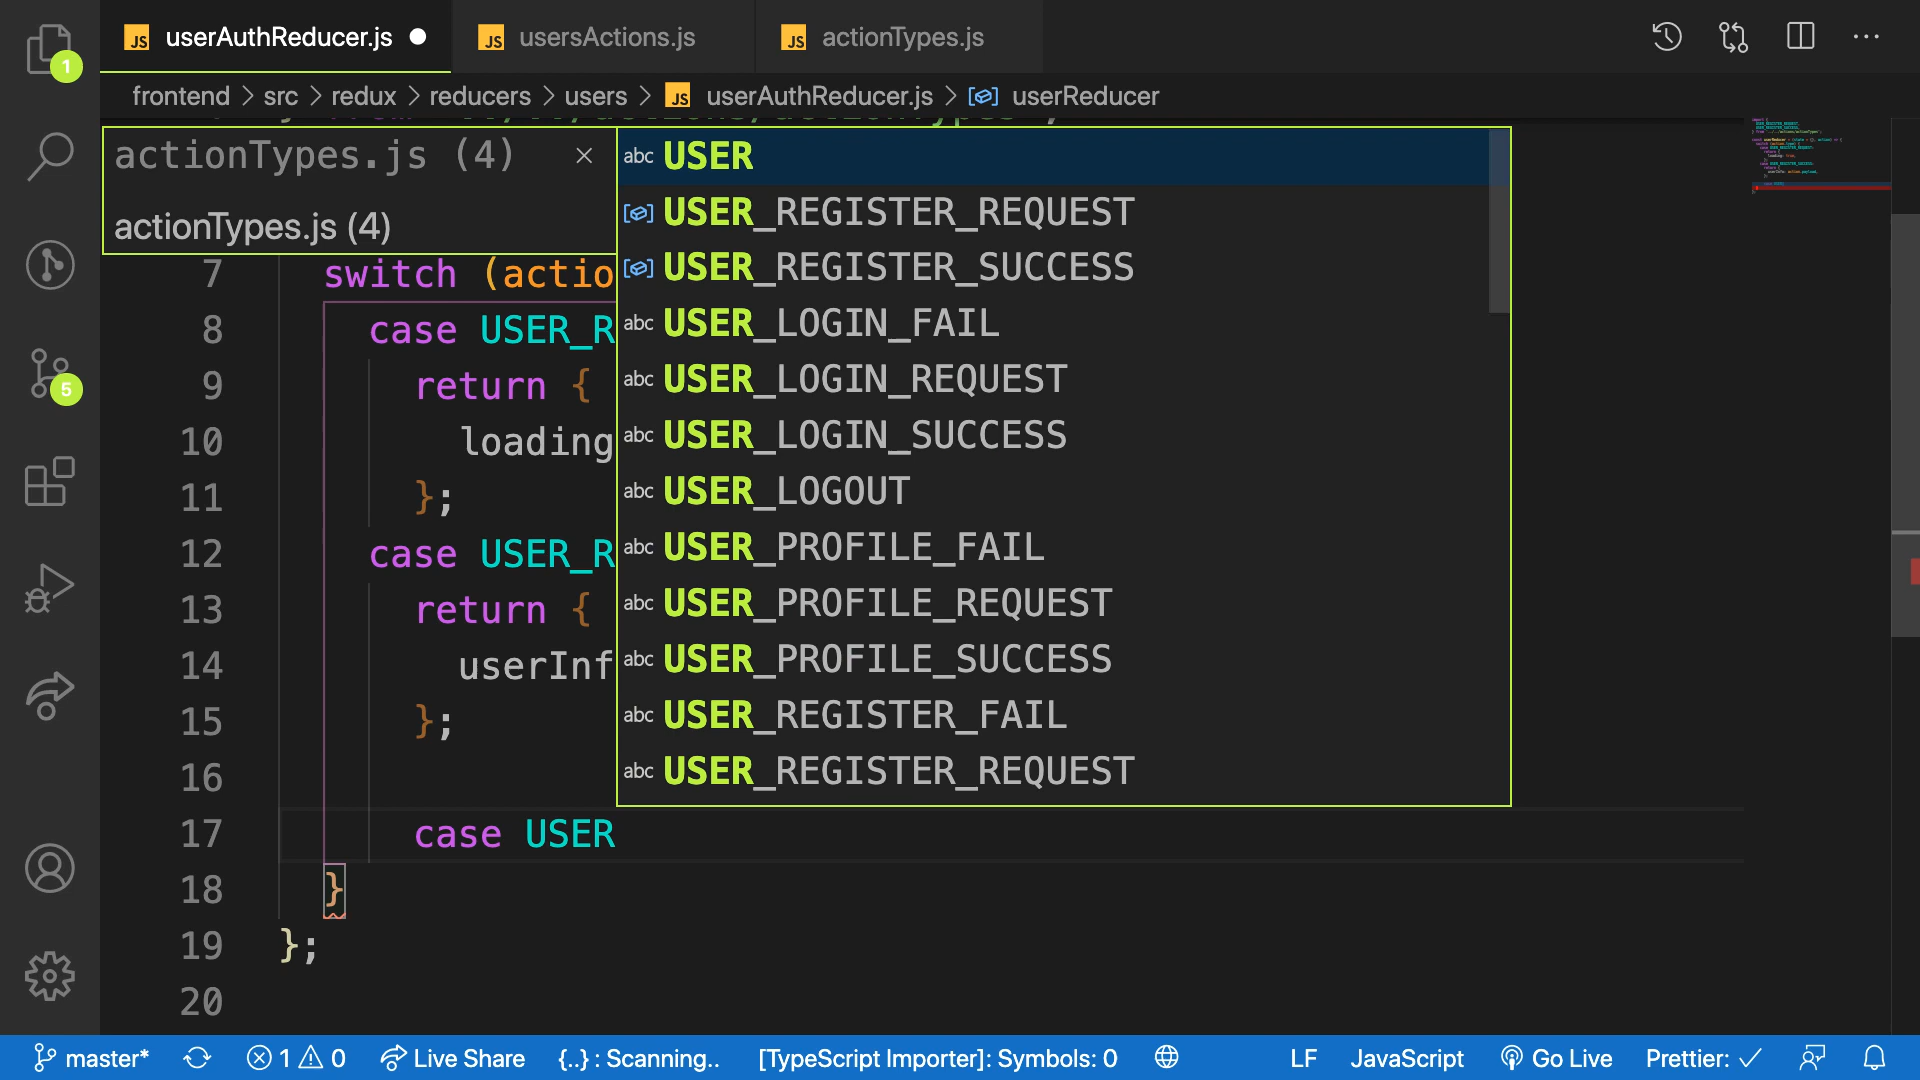 userAuthReducer.js
usersActions.js
actionTypes.js
1
frontend > src > redux > reducers > users > userAuthReducer.js > userReducer
actionTypes.js (4)
actionTypes.js (4)
abc USER
USER_REGISTER_REQUEST
USER_REGISTER_SUCCESS
abc USER_LOGIN_FAIL
abc USER_LOGIN_REQUEST
abc USER_LOGIN_SUCCESS
abc USER_LOGOUT
abc USER_PROFILE_FAIL
abc USER_PROFILE_REQUEST
abc USER_PROFILE_SUCCESS
abc USER_REGISTER_FAIL
abc USER_REGISTER_REQUEST
7 switch (actio
8 case USER_R
9 return {
10 loading
11 };
12 case USER_R
13 return {
14 userInf
15 };
16
17 case USER
18 }
19 };
20
5
master* 1 0 Live Share {..} : Scanning.. [TypeScript Importer]: Symbols: 0 LF JavaScript Go Live Prettier: ✓